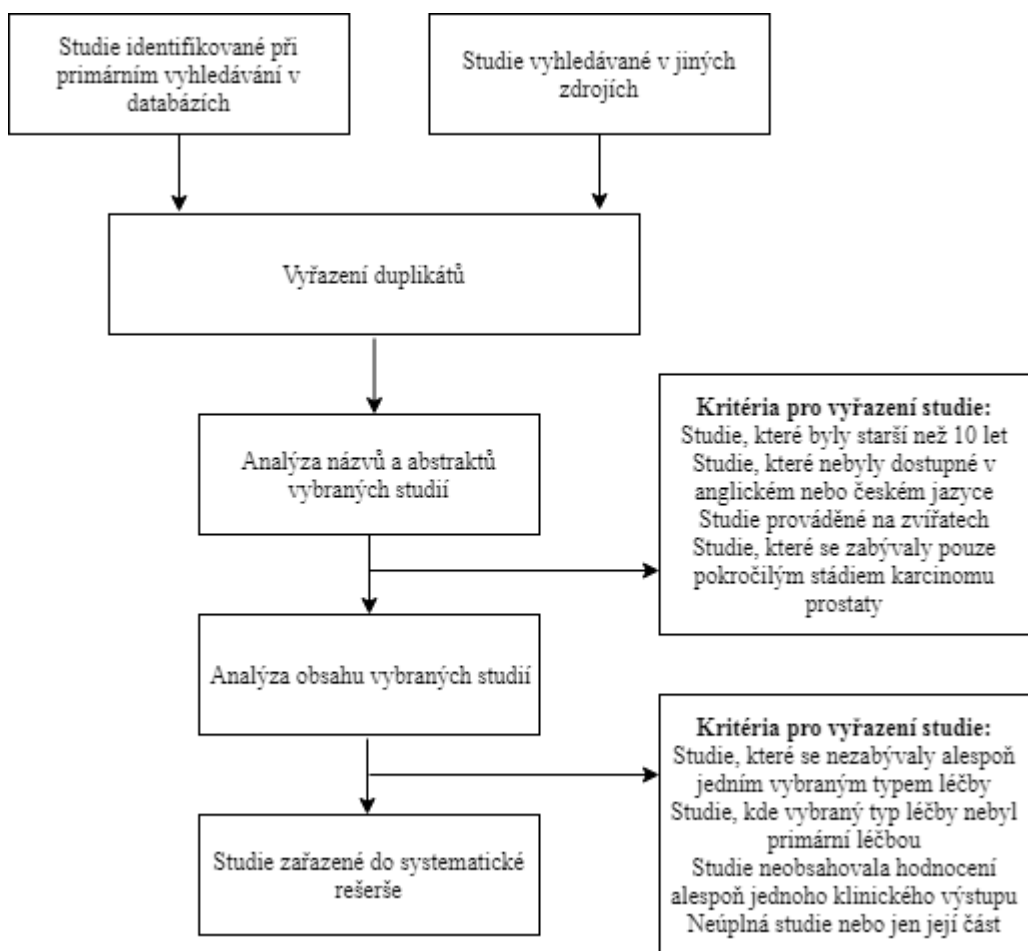 Studie identifikované při
primárním vyhledávání v
databázích
Studie vyhledávané v jiných
zdrojích
Vyřazení duplikátů
Analýza názvů a abstraktů
vybraných studií
Kritéria pro vyřazení studie:
Studie, které byly starší než 10 let
Studie, které nebyly dostupné v
anglickém nebo českém jazyce
Studie prováděné na zvířatech
Studie, které se zabývaly pouze
pokročilým stádiem karcinomu
prostaty
Analýza obsahu vybraných studií
Kritéria pro vyřazení studie:
Studie, které se nezabývaly alespoň
jedním vybraným typem léčby
Studie, kde vybraný typ léčby nebyl
primární léčbou
Studie neobsahovala hodnocení
alespoň jednoho klinického výstupu
Neúplná studie nebo jen její část
Studie zařazené do systematické
rešerše